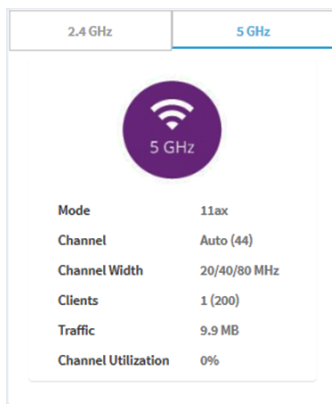 2.4 GHz 5 GHz
5 GHz
Mode 11ax
Channel Auto (44)
Channel Width 20/40/80 MHz
Clients 1 (200)
Traffic 9.9 MB
Channel Utilization 0%